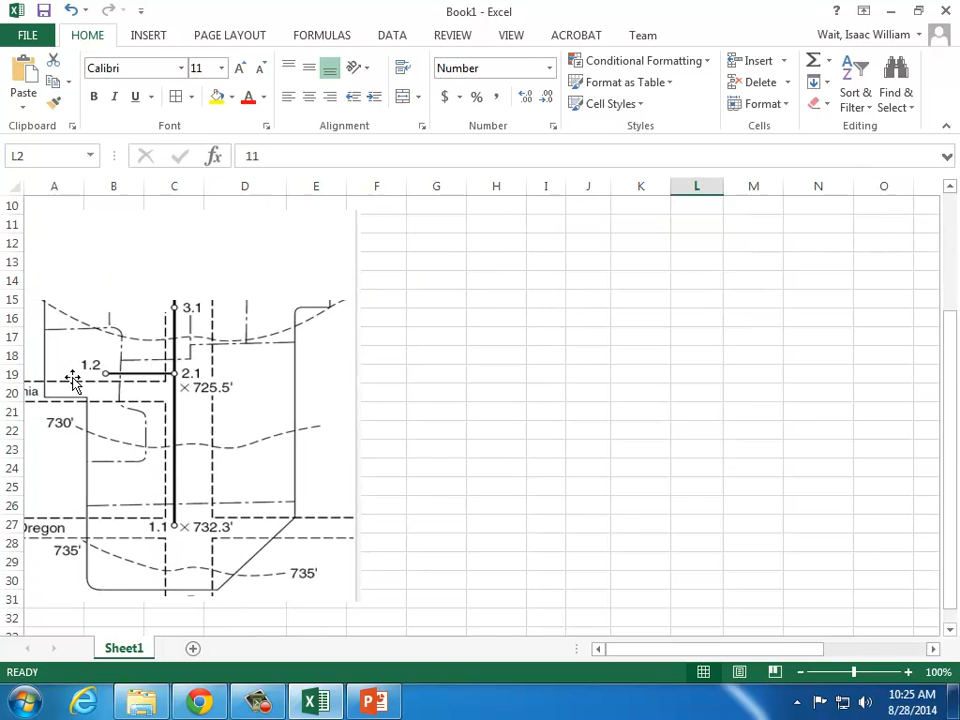 Book1 - Excel
?
FILE HOME INSERT PAGE LAYOUT FORMULAS DATA REVIEW VIEW ACROBAT Team Wait, Isaac William
Paste
Calibri 11
B I U
Number
$ % ,
Conditional Formatting
Format as Table
Cell Styles
Insert
Delete
Format
Sort & Filter
Find & Select
Clipboard Font Alignment Number Styles Cells Editing
L2 fx 11
A B C D E F G H I J K L M N O
10
11
12
13
14
15
16
17
18
19
20
21
22
23
24
25
26
27
28
29
30
31
32
3.1
1.2
2.1
× 725.5'
nia
730'
1.1 × 732.3'
Oregon
735'
735'
Sheet1
READY 100%
10:25 AM
8/28/2014